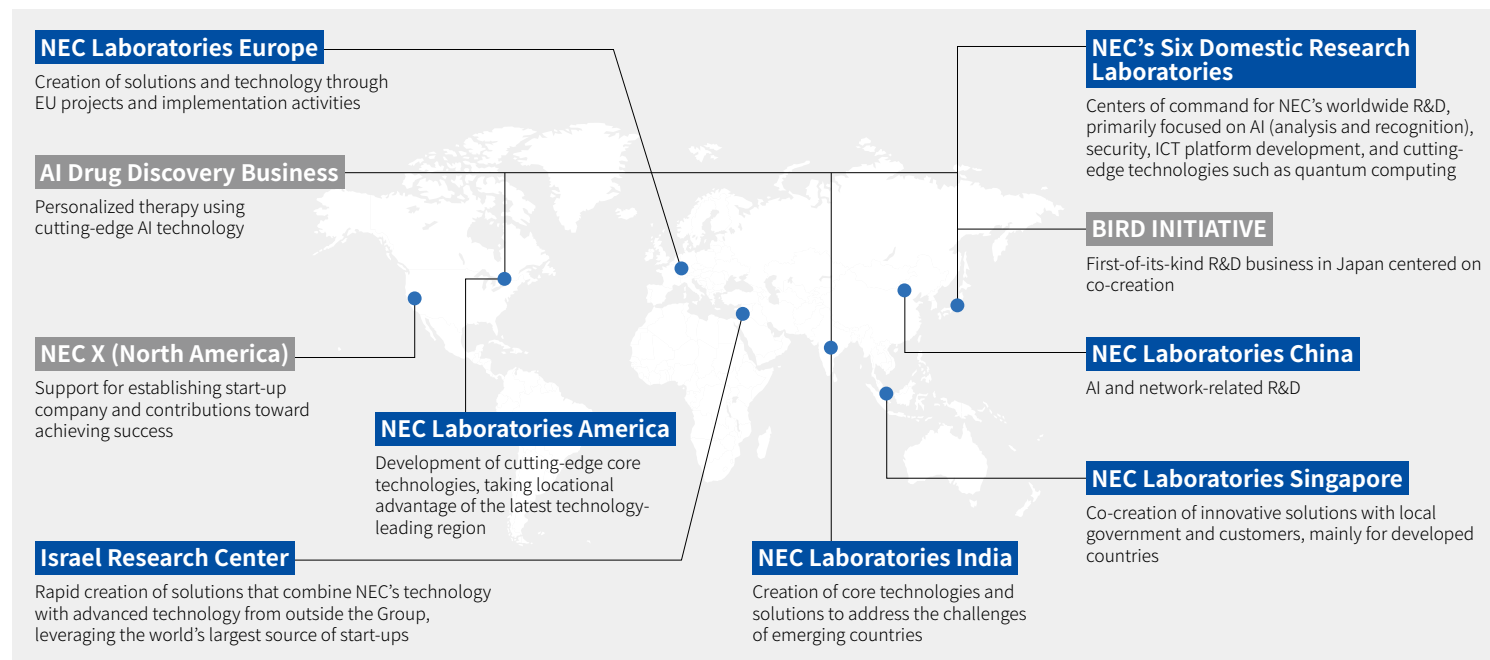 NEC Laboratories Europe
Creation of solutions and technology through
EU projects and implementation activities
AI Drug Discovery Business
Personalized therapy using
cutting-edge AI technology
NEC X (North America)
Support for establishing start-up
company and contributions toward
achieving success
NEC Laboratories America
Development of cutting-edge core
technologies, taking locational
advantage of the latest technology-
leading region
Israel Research Center
Rapid creation of solutions that combine NEC's technology
with advanced technology from outside the Group,
leveraging the world's largest source of start-ups
NEC Laboratories India
Creation of core technologies and
solutions to address the challenges
of emerging countries
NEC's Six Domestic Research
Laboratories
Centers of command for NEC's worldwide R&D,
primarily focused on AI (analysis and recognition),
security, ICT platform development, and cutting-
edge technologies such as quantum computing
BIRD INITIATIVE
First-of-its-kind R&D business in Japan centered on
co-creation
NEC Laboratories China
AI and network-related R&D
NEC Laboratories Singapore
Co-creation of innovative solutions with local
government and customers, mainly for developed
countries